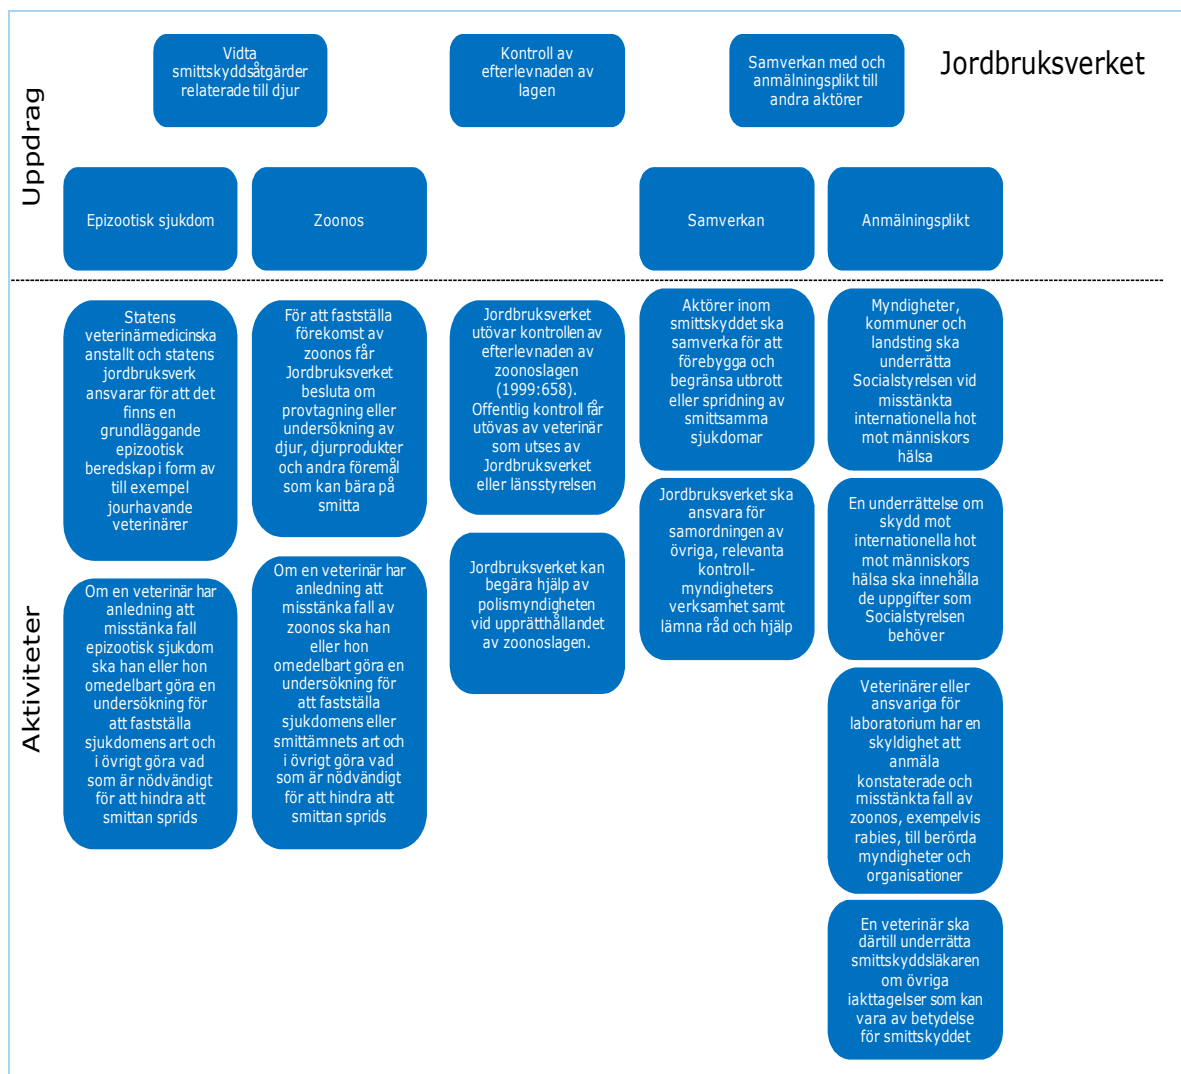 Jordbruksverket
Uppdrag
Vidta
smittskyddsåtgärder
relaterade till djur
Kontroll av
efterlevnaden av
lagen
Samverkan med och
anmälningsplikt till
andra aktörer
Epizootisk sjukdom
Zoonos
Samverkan
Anmälningsplikt
Aktiviteter
Statens
veterinärmedicinska
anstallt och statens
jordbruksverk
ansvarar för att det
finns en
grundläggande
epizootisk
beredskap i form av
till exempel
jourhavande
veterinärer
Om en veterinär har
anledning att
misstänka fall
epizootisk sjukdom
ska han eller hon
omedelbart göra en
undersökning för
att fastställa
sjukdomens art och
i övrigt göra vad
som är nödvändigt
för att hindra att
smittan sprids
För att fastställa
förekomst av
zoonos får
Jordbruksverket
besluta om
provtagning eller
undersökning av
djur, djurprodukter
och andra föremål
som kan bära på
smitta
Om en veterinär har
anledning att
misstänka fall av
zoonos ska han
eller hon
omedelbart göra en
undersökning för
att fastställa
sjukdomens eller
smittämnets art och
i övrigt göra vad
som är nödvändigt
för att hindra att
smittan sprids
Jordbruksverket
utövar kontrollen av
efterlevnaden av
zoonoslagen
(1999:658).
Offentlig kontroll får
utövas av veterinär
som utses av
Jordbruksverket
eller länsstyrelsen
Jordbruksverket kan
begära hjälp av
polismyndigheten
vid upprätthållandet
av zoonoslagen.
Aktörer inom
smittskyddet ska
samverka för att
förebygga och
begränsa utbrott
eller spridning av
smittsamma
sjukdomar
Jordbruksverket ska
ansvara för
samordningen av
övriga, relevanta
kontroll-
myndigheters
verksamhet samt
lämna råd och hjälp
Myndigheter,
kommuner och
landsting ska
underrätta
Socialstyrelsen vid
misstänkta
internationella hot
mot människors
hälsa
En underrättelse om
skydd mot
internationella hot
mot människors
hälsa ska innehålla
de uppgifter som
Socialstyrelsen
behöver
Veterinärer eller
ansvariga för
laboratorium har en
skyldighet att
anmäla
konstaterade och
misstänkta fall av
zoonos, exempelvis
rabies, till berörda
myndigheter och
organisationer
En veterinär ska
därtill underrätta
smittskyddsläkaren
om övriga
iakttagelser som kan
vara av betydelse
för smittskyddet